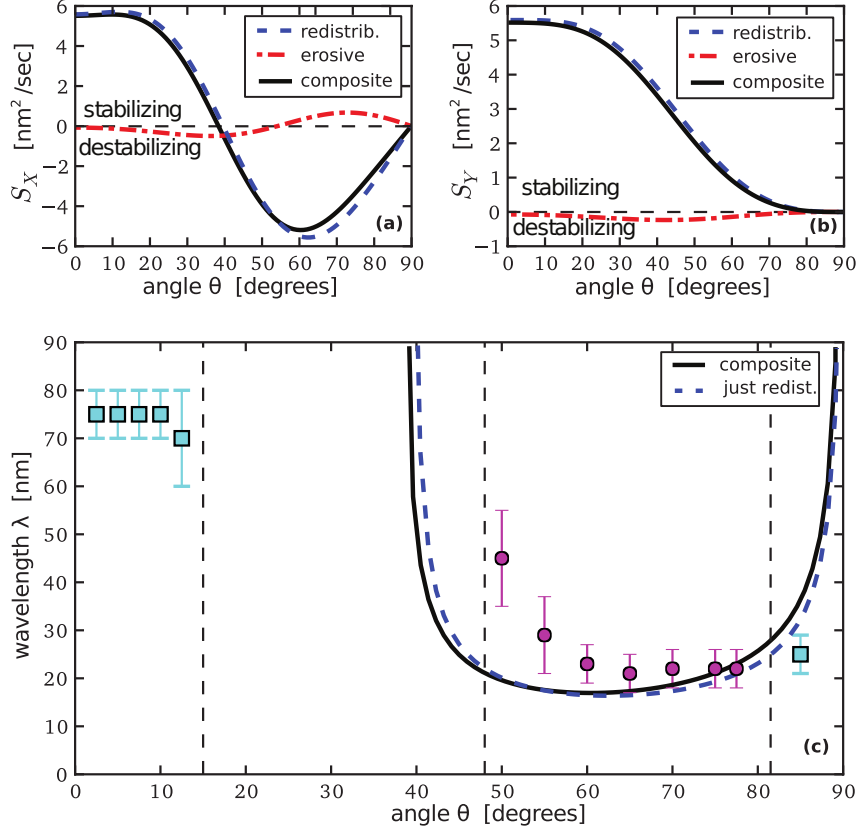 6
4
2
0
−2
−4
−6
S_X [nm²/sec]
redistrib.
erosive
composite
stabilizing
destabilizing
(a)
0 10 20 30 40 50 60 70 80 90
angle θ [degrees]
6
5
4
3
2
1
0
−1
S_Y [nm²/sec]
redistrib.
erosive
composite
stabilizing
destabilizing
(b)
0 10 20 30 40 50 60 70 80 90
angle θ [degrees]
90
80
70
60
50
40
30
20
10
0
wavelength λ [nm]
composite
just redist.
(c)
0 10 20 30 40 50 60 70 80 90
angle θ [degrees]